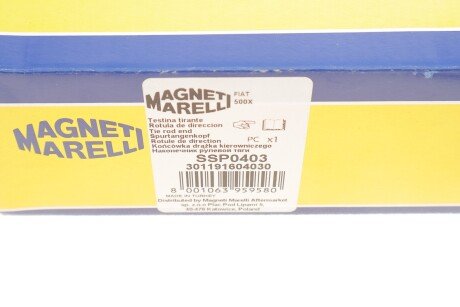 MAGNETI
MARELLI
MAGNETI
MARELLI
FIAT
500X
Testina tirante
Rotula de direccion
Tie rod end
Spurtangenkopf
Rotule de direction
Końcówka drążka kierowniczego
Наконечник рулевой тяги
PC x1
SSP0403
301191604030
8 001063 959580
MADE IN TURKEY
Distributed by Magneti Marelli Aftermarket
sp. z.o.o Plac Pod Lipami 5,
40-476 Katowice, Poland